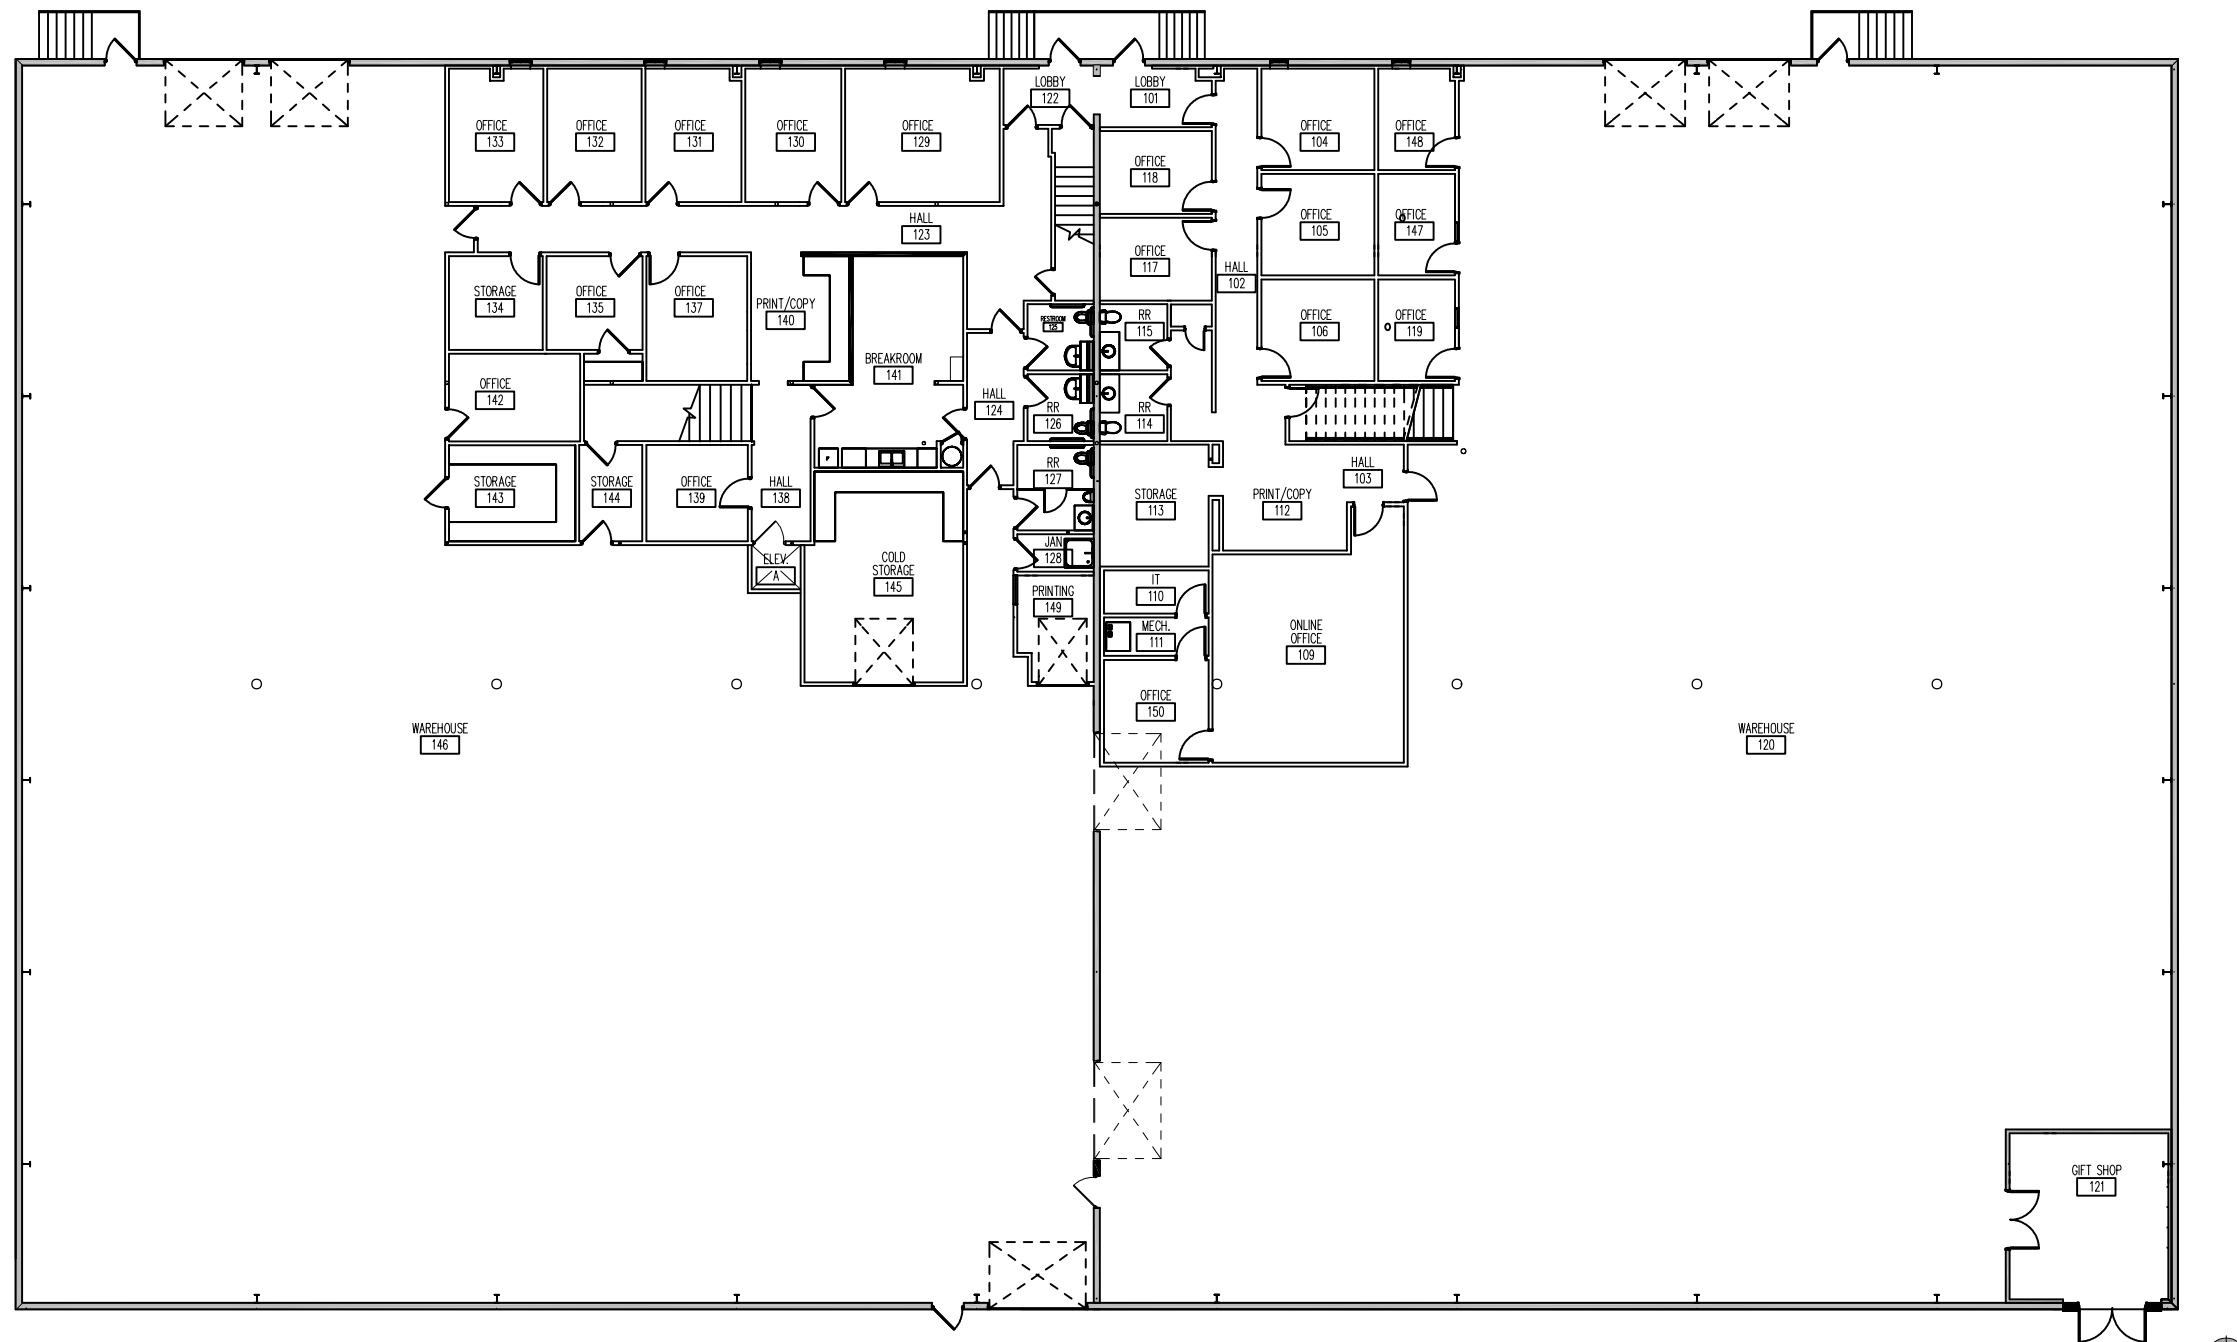 LOBBY
122
LOBBY
101
OFFICE
133
OFFICE
132
OFFICE
131
OFFICE
130
OFFICE
129
OFFICE
104
OFFICE
148
OFFICE
118
HALL
123
OFFICE
105
OFFICE
147
OFFICE
117
HALL
102
STORAGE
134
OFFICE
135
OFFICE
137
PRINT/COPY
140
RESTROOM
125
RR
115
OFFICE
106
OFFICE
119
BREAKROOM
141
OFFICE
142
HALL
124
RR
126
RR
114
STORAGE
143
STORAGE
144
OFFICE
139
HALL
138
RR
127
STORAGE
113
PRINT/COPY
112
HALL
103
ELEV.
A
COLD
STORAGE
145
JAN
128
PRINTING
149
IT
110
MECH.
111
ONLINE
OFFICE
109
OFFICE
150
WAREHOUSE
146
WAREHOUSE
120
GIFT SHOP
121